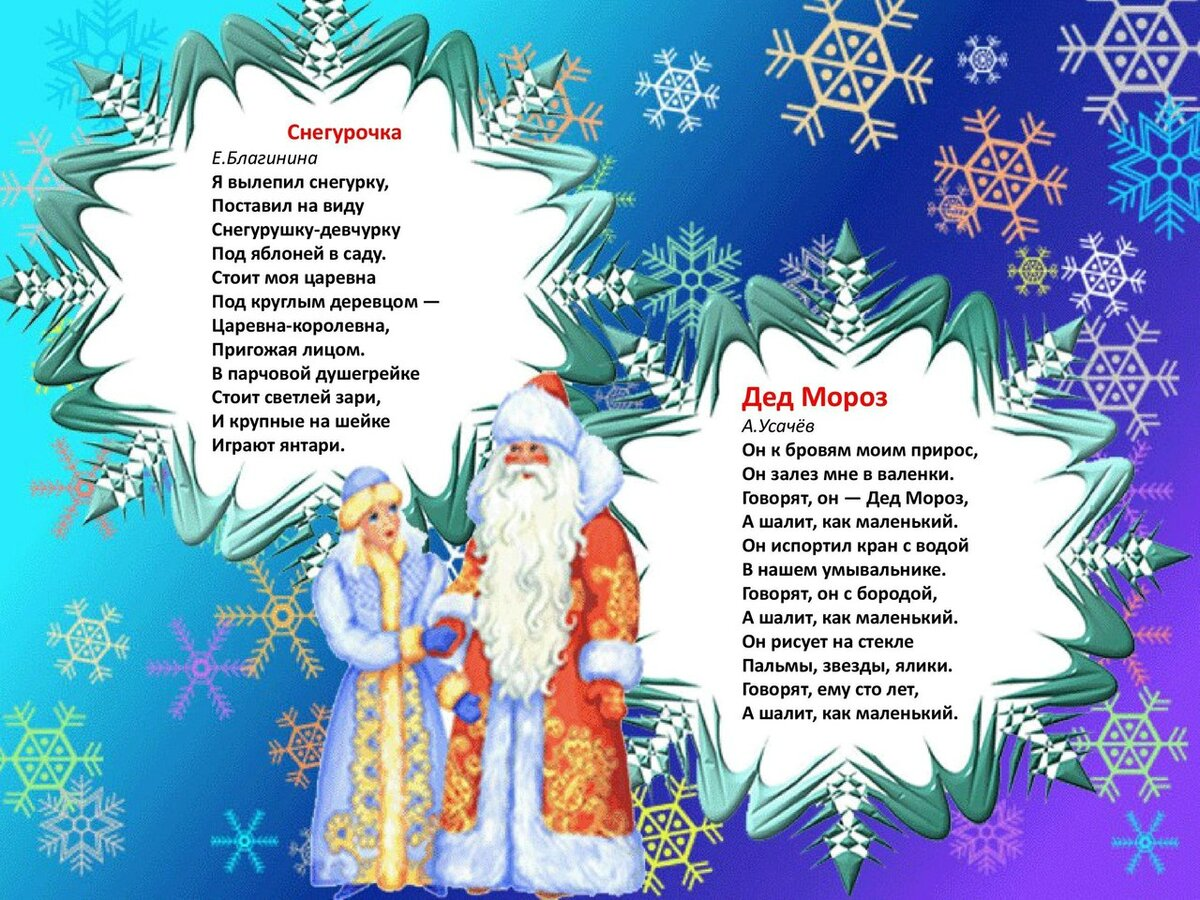 Снегурочка
Е.Благинина
Я вылепил снегурку,
Поставил на виду
Снегурушку-девчурку
Под яблоней в саду.
Стоит моя царевна
Под круглым деревцом —
Царевна-королевна,
Пригожая лицом.
В парчовой душегрейке
Стоит светлей зари,
И крупные на шейке
Играют янтари.
Дед Мороз
А.Усачёв
Он к бровям моим прирос,
Он залез мне в валенки.
Говорят, он — Дед Мороз,
А шалит, как маленький.
Он испортил кран с водой
В нашем умывальнике.
Говорят, он с бородой,
А шалит, как маленький.
Он рисует на стекле
Пальмы, звезды, ялики.
Говорят, ему сто лет,
А шалит, как маленький.